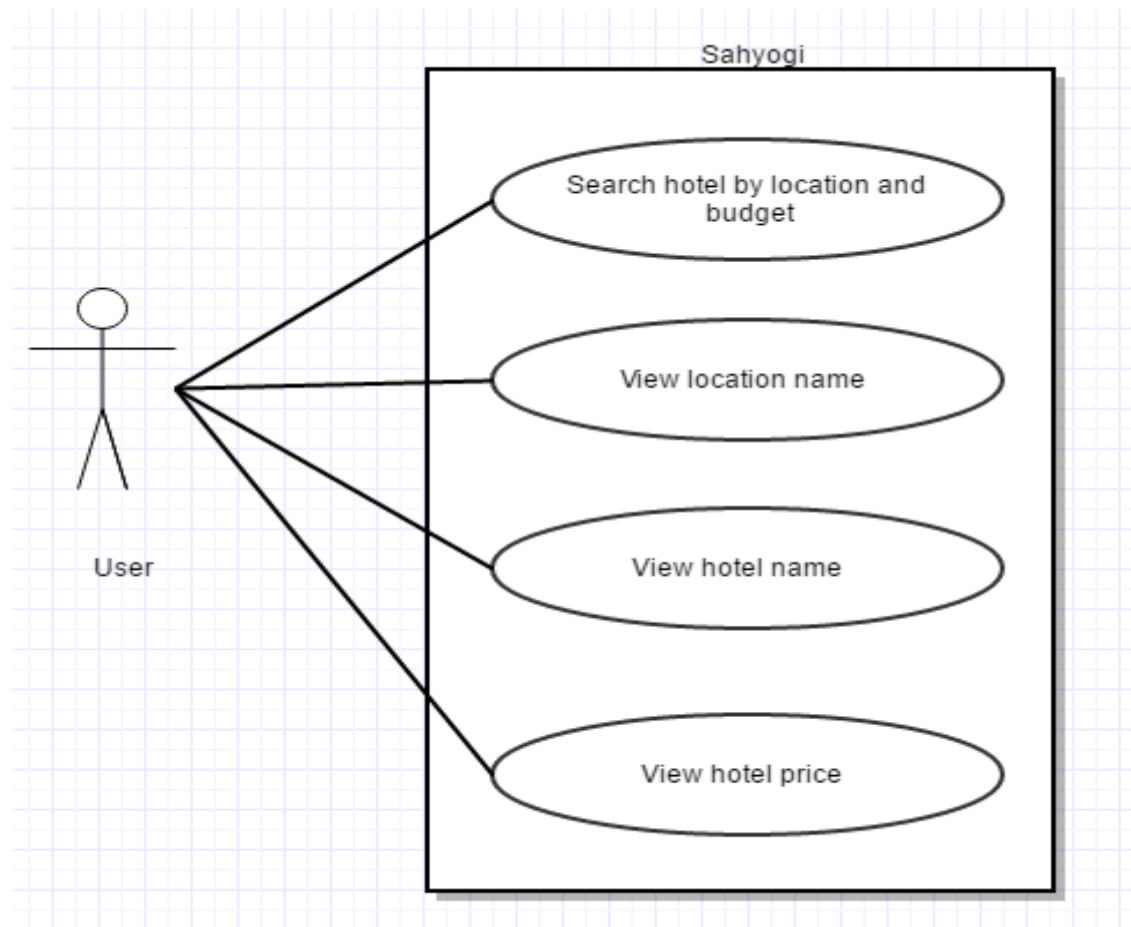 Sahyogi
Search hotel by location and
budget
View location name
View hotel name
User
View hotel price